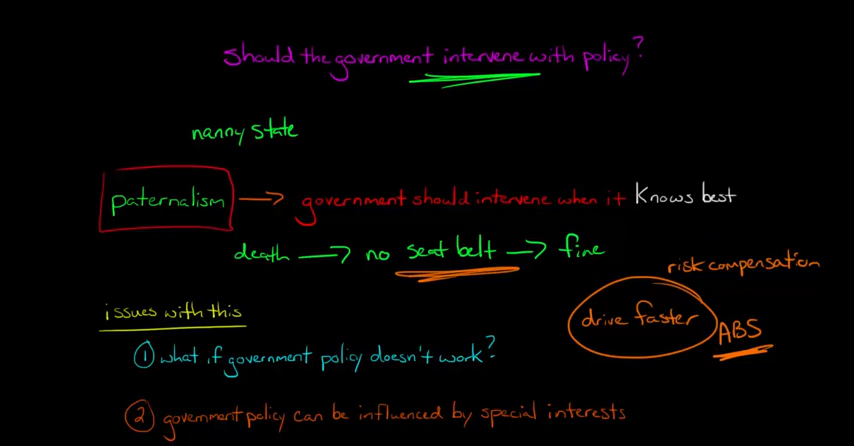 Should the government intervene with policy?
nanny state
paternalism → government should intervene when it Knows best
death → no seat belt → fine
risk compensation
issues with this
drive faster
ABS
① what if government policy doesn't work?
② government policy can be influenced by special interests